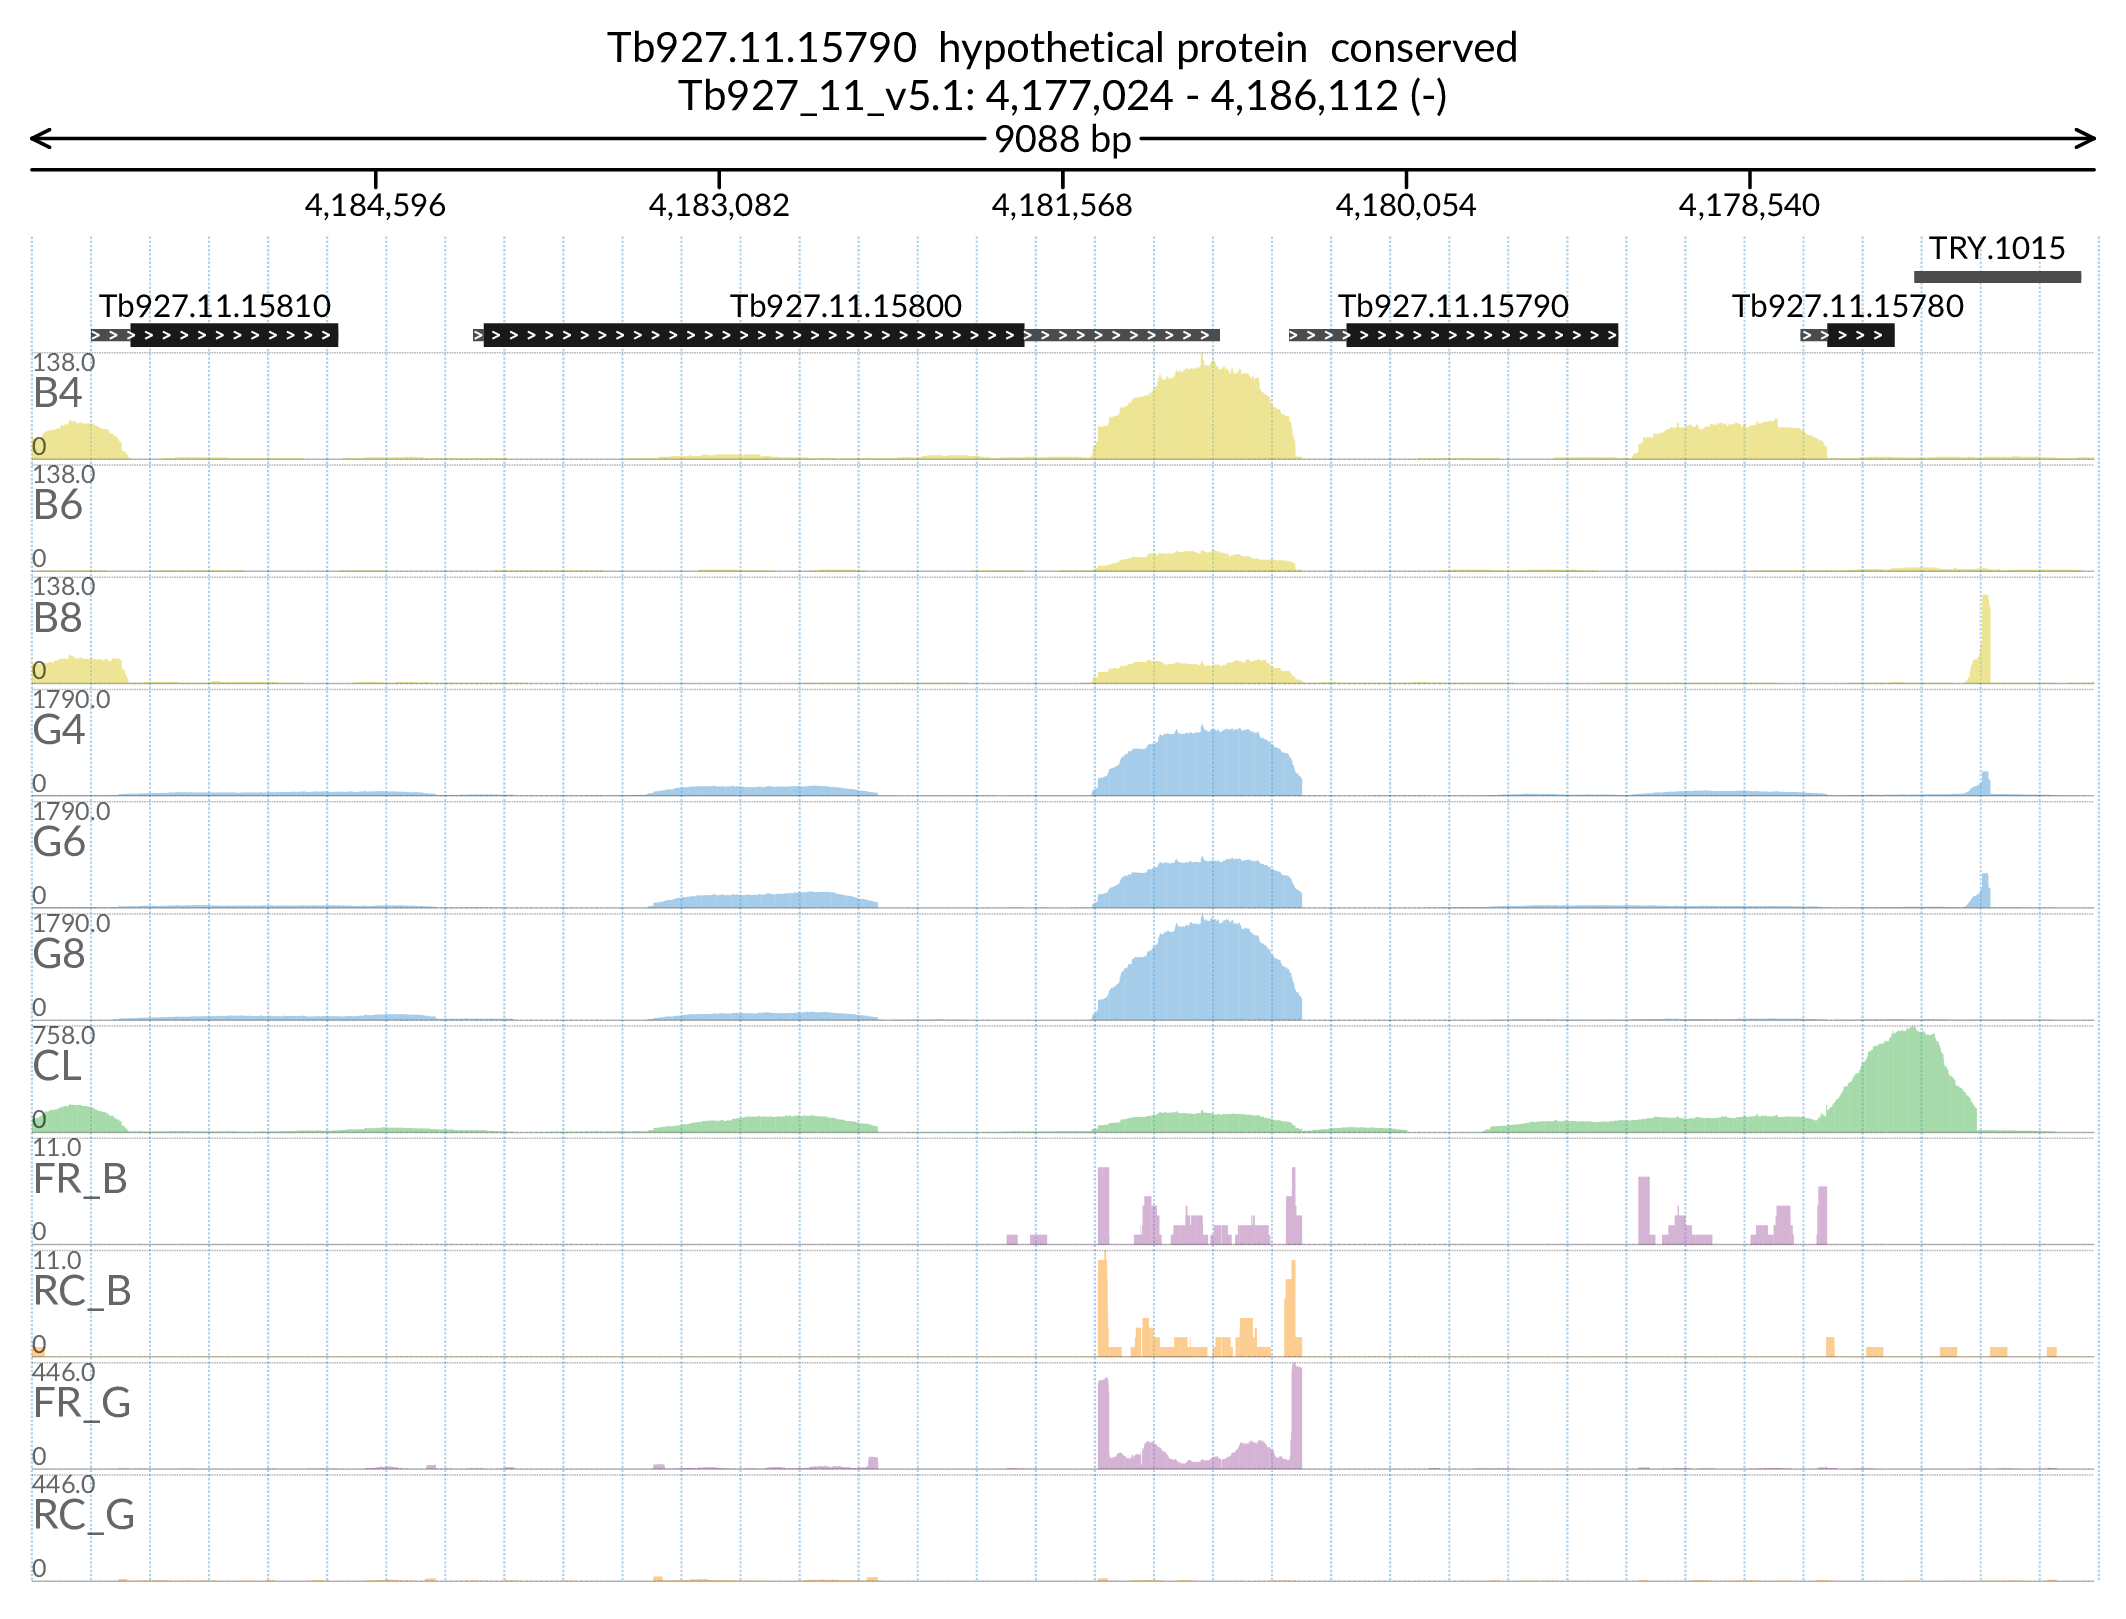 Tb927.11.15790 hypothetical protein conserved
Tb927_11_v5.1: 4,177,024 - 4,186,112 (-)
9088 bp
4,184,596 4,183,082 4,181,568 4,180,054 4,178,540
TRY.1015
Tb927.11.15810 Tb927.11.15800 Tb927.11.15790 Tb927.11.15780
138.0
B4
0
138.0
B6
0
138.0
B8
0
1790.0
G4
0
1790.0
G6
0
1790.0
G8
0
758.0
CL
0
11.0
FR_B
0
11.0
RC_B
0
446.0
FR_G
0
446.0
RC_G
0